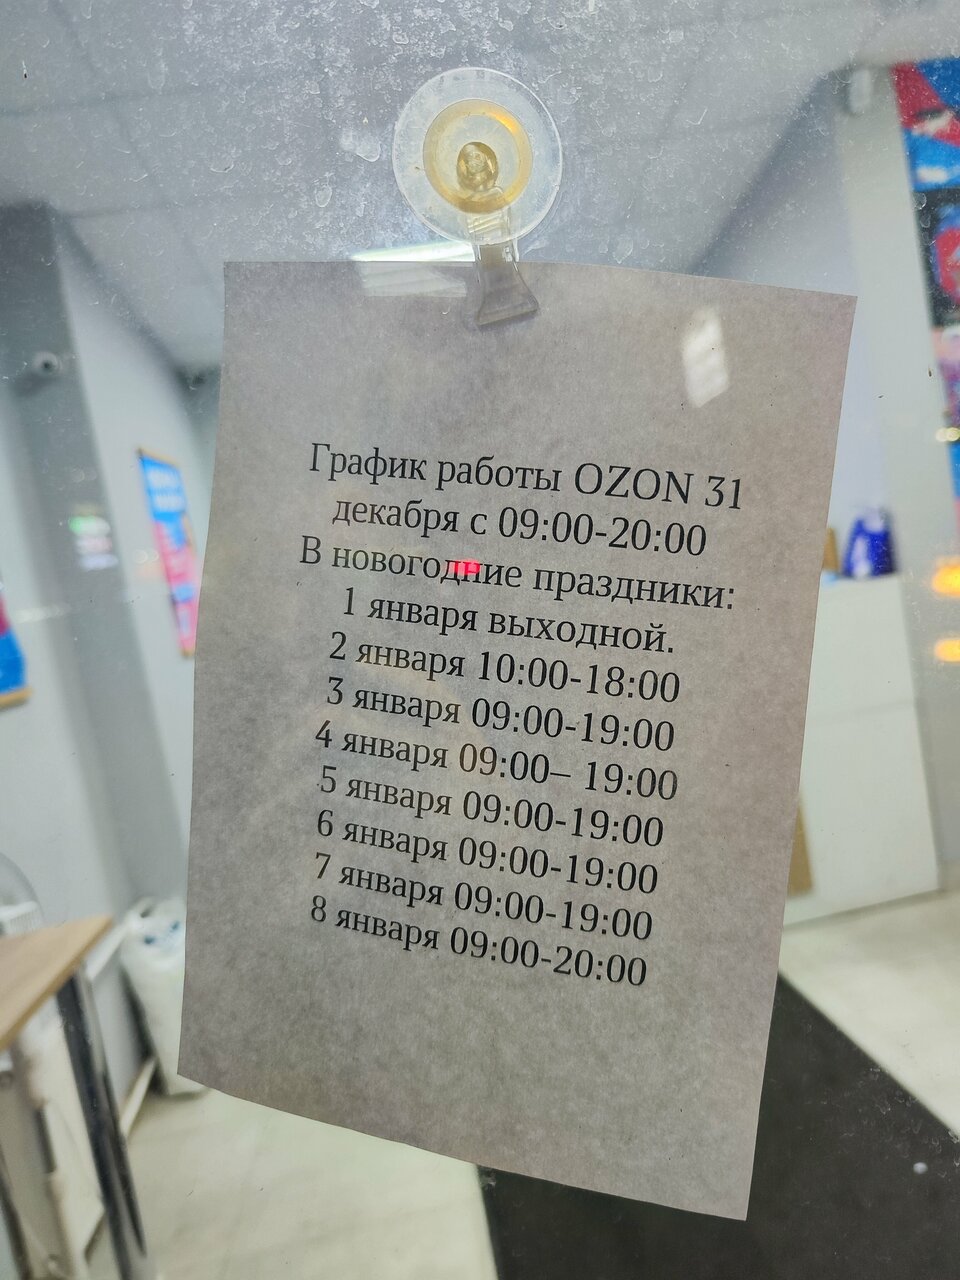 График работы OZON 31
декабря с 09:00-20:00
В новогодние праздники:
1 января выходной.
2 января 10:00-18:00
3 января 09:00-19:00
4 января 09:00– 19:00
5 января 09:00-19:00
6 января 09:00-19:00
7 января 09:00-19:00
8 января 09:00-20:00